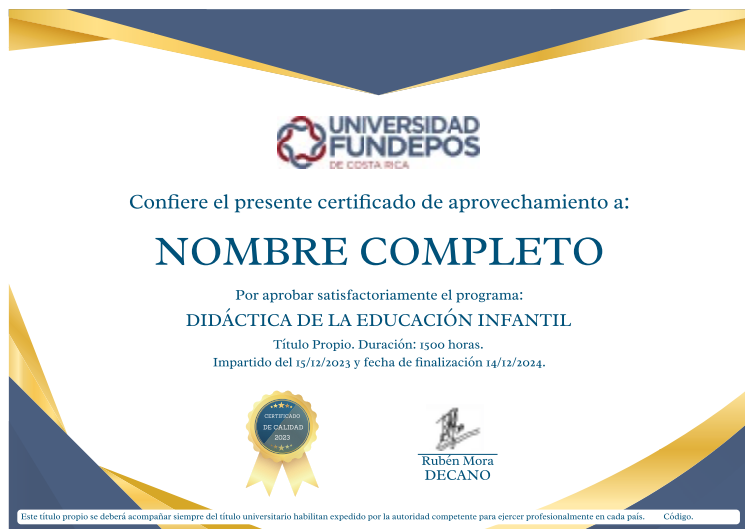 UNIVERSIDAD
FUNDEPOS
DE COSTA RICA
Confiere el presente certificado de aprovechamiento a:
NOMBRE COMPLETO
Por aprobar satisfactoriamente el programa:
DIDÁCTICA DE LA EDUCACIÓN INFANTIL
Título Propio. Duración: 1500 horas.
Impartido del 15/12/2023 y fecha de finalización 14/12/2024.
CERTIFICADO
DE CALIDAD
2023
Rubén Mora
DECANO
Este título propio se deberá acompañar siempre del título universitario habilitan expedido por la autoridad competente para ejercer profesionalmente en cada país. Código.